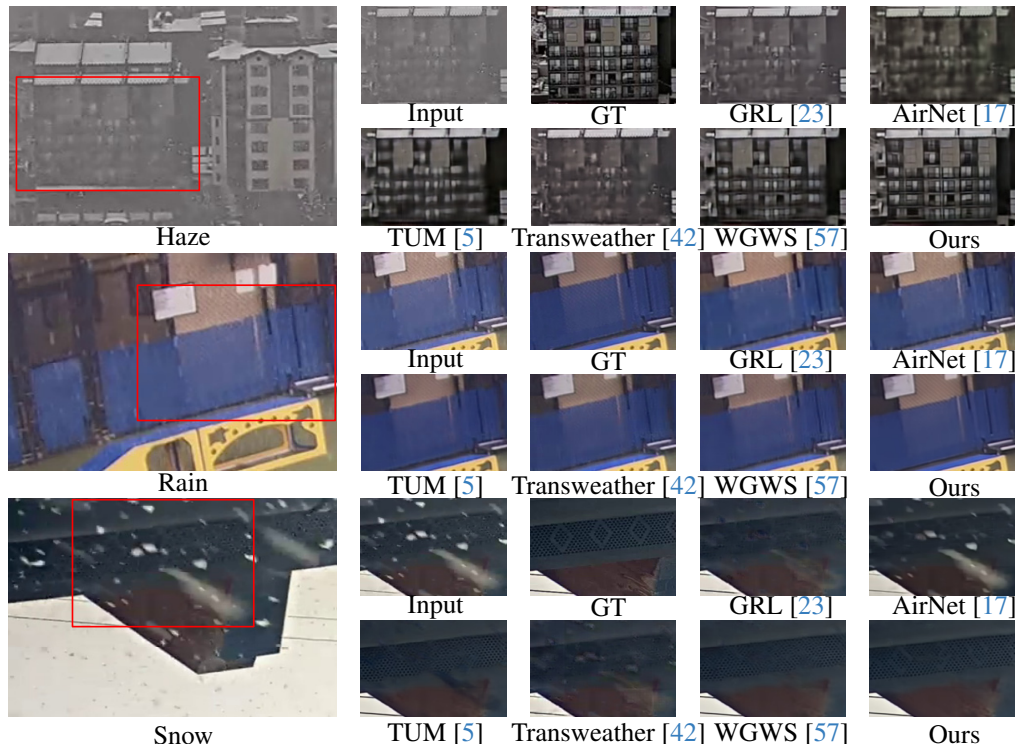 Input GT GRL [23] AirNet [17]
Haze TUM [5] Transweather [42] WGWS [57] Ours
Input GT GRL [23] AirNet [17]
Rain TUM [5] Transweather [42] WGWS [57] Ours
Input GT GRL [23] AirNet [17]
Snow TUM [5] Transweather [42] WGWS [57] Ours